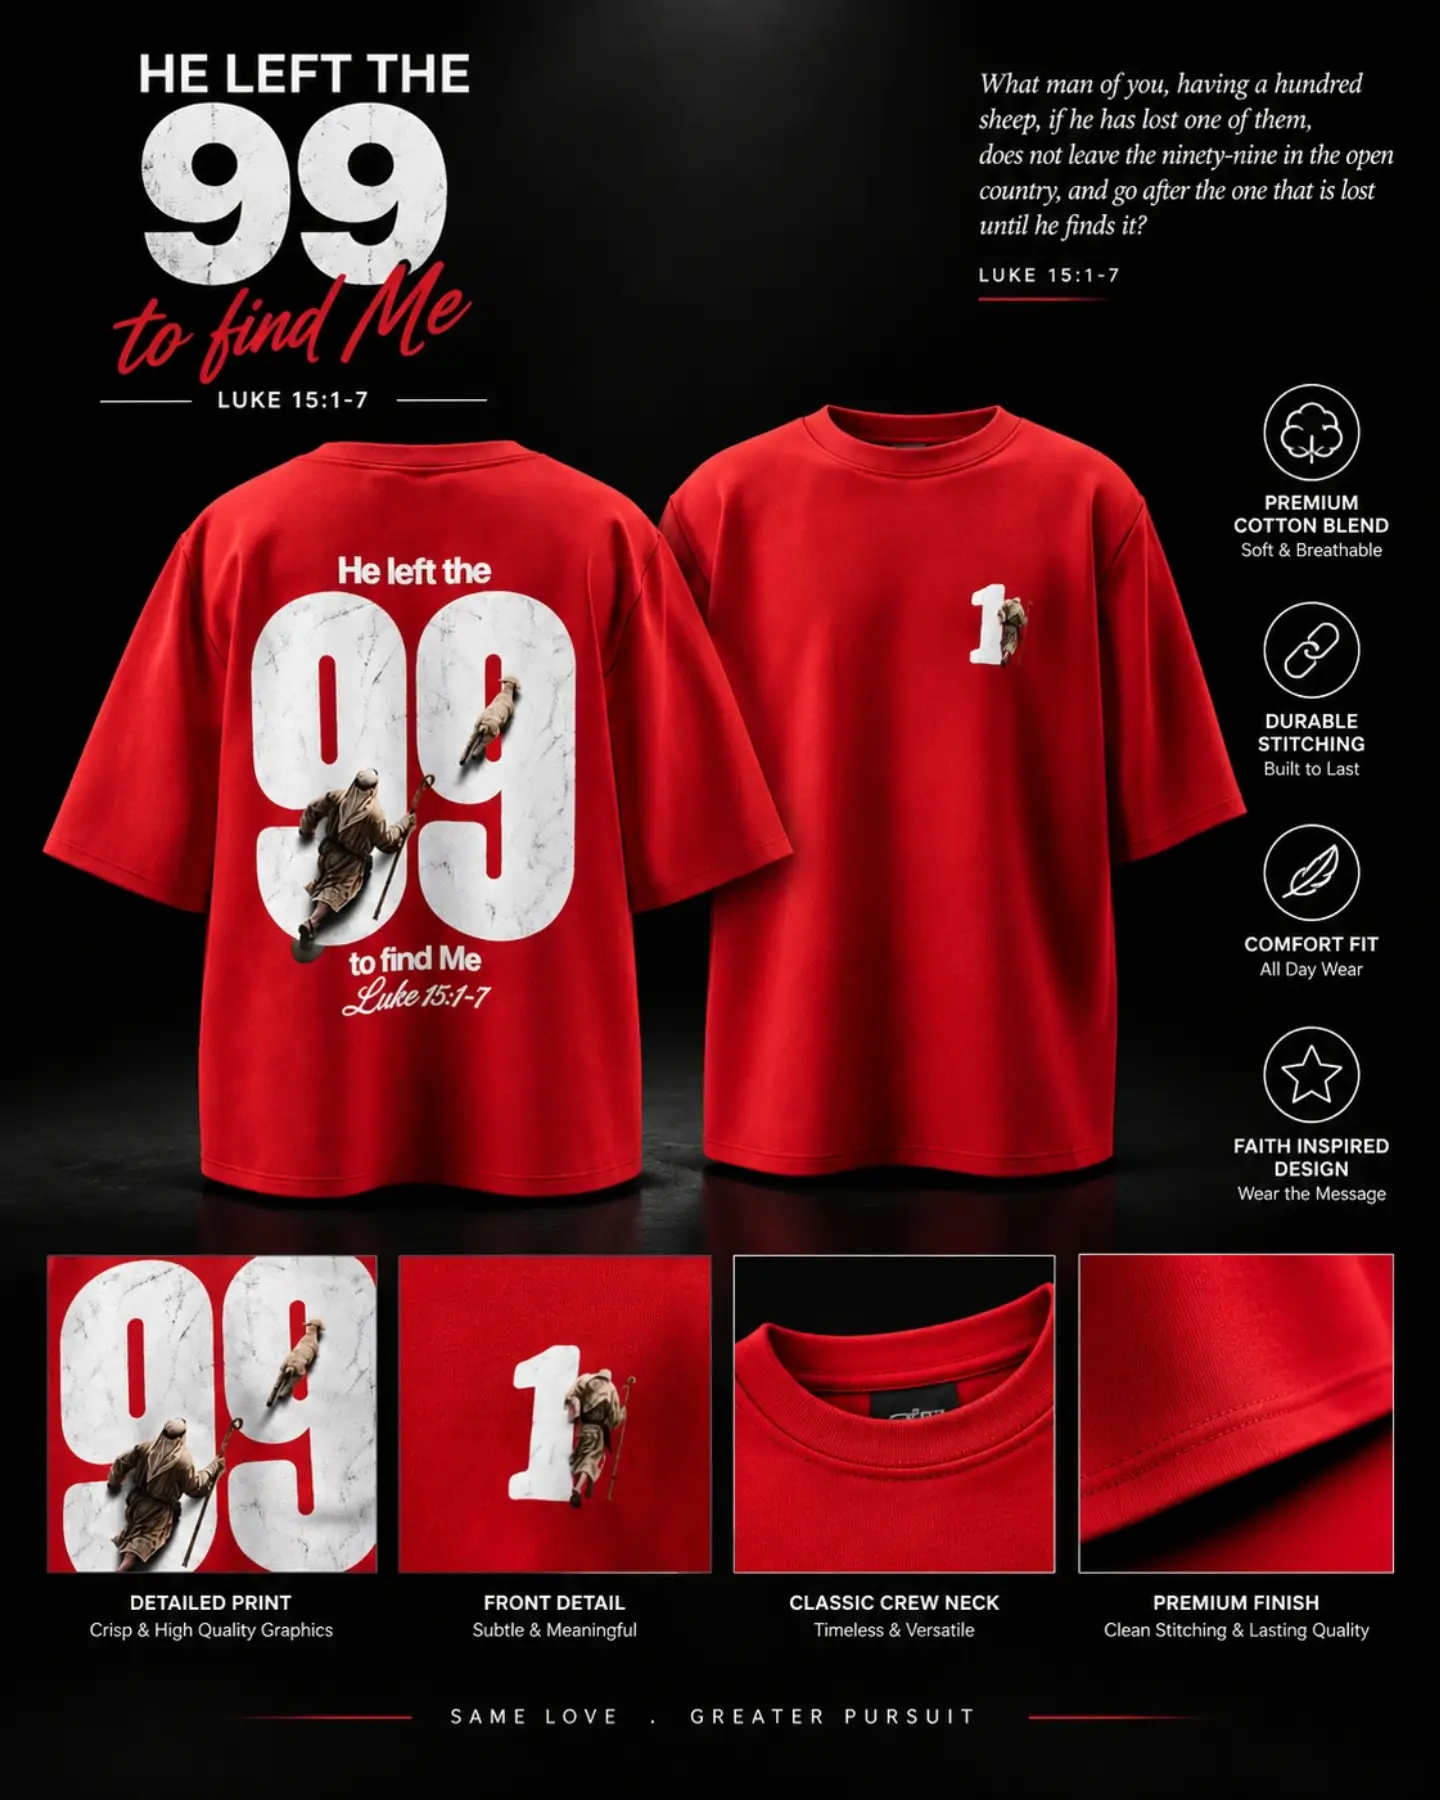 HE LEFT THE
99
to find Me
LUKE 15:1-7
What man of you, having a hundred
sheep, if he has lost one of them,
does not leave the ninety-nine in the open
country, and go after the one that is lost
until he finds it?
LUKE 15:1-7
He left the
99
to find Me
Luke 15:1-7
1
PREMIUM
COTTON BLEND
Soft & Breathable
DURABLE
STITCHING
Built to Last
COMFORT FIT
All Day Wear
FAITH INSPIRED
DESIGN
Wear the Message
99
1
DETAILED PRINT
Crisp & High Quality Graphics
FRONT DETAIL
Subtle & Meaningful
CLASSIC CREW NECK
Timeless & Versatile
PREMIUM FINISH
Clean Stitching & Lasting Quality
SAME LOVE . GREATER PURSUIT